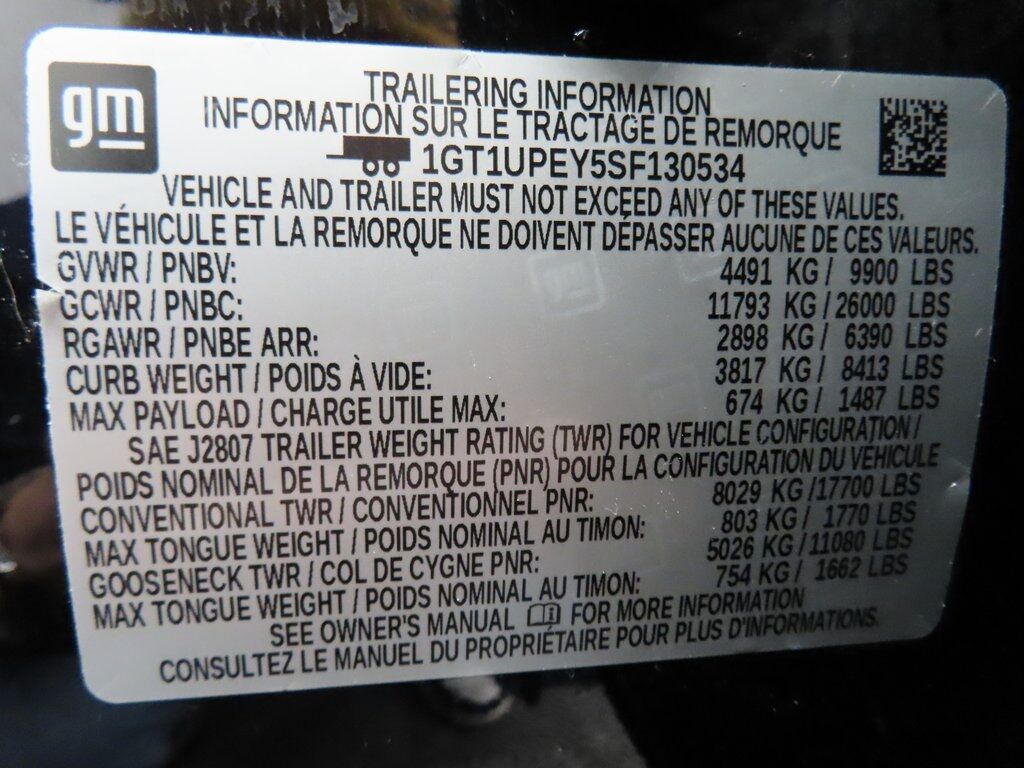 gm
TRAILERING INFORMATION
INFORMATION SUR LE TRACTAGE DE REMORQUE
1GT1UPEY5SF130534
VEHICLE AND TRAILER MUST NOT EXCEED ANY OF THESE VALUES.
LE VÉHICULE ET LA REMORQUE NE DOIVENT DÉPASSER AUCUNE DE CES VALEURS.
GVWR / PNBV: 4491 KG / 9900 LBS
GCWR / PNBC: 11793 KG / 26000 LBS
RGAWR / PNBE ARR: 2898 KG / 6390 LBS
CURB WEIGHT / POIDS À VIDE: 3817 KG / 8413 LBS
MAX PAYLOAD / CHARGE UTILE MAX: 674 KG / 1487 LBS
SAE J2807 TRAILER WEIGHT RATING (TWR) FOR VEHICLE CONFIGURATION /
POIDS NOMINAL DE LA REMORQUE (PNR) POUR LA CONFIGURATION DU VEHICULE
CONVENTIONAL TWR / CONVENTIONNEL PNR: 8029 KG /17700 LBS
MAX TONGUE WEIGHT / POIDS NOMINAL AU TIMON: 803 KG / 1770 LBS
GOOSENECK TWR / COL DE CYGNE PNR: 5026 KG /11080 LBS
MAX TONGUE WEIGHT / POIDS NOMINAL AU TIMON: 754 KG / 1662 LBS
SEE OWNER'S MANUAL FOR MORE INFORMATION
CONSULTEZ LE MANUEL DU PROPRIÉTAIRE POUR PLUS D'INFORMATIONS.